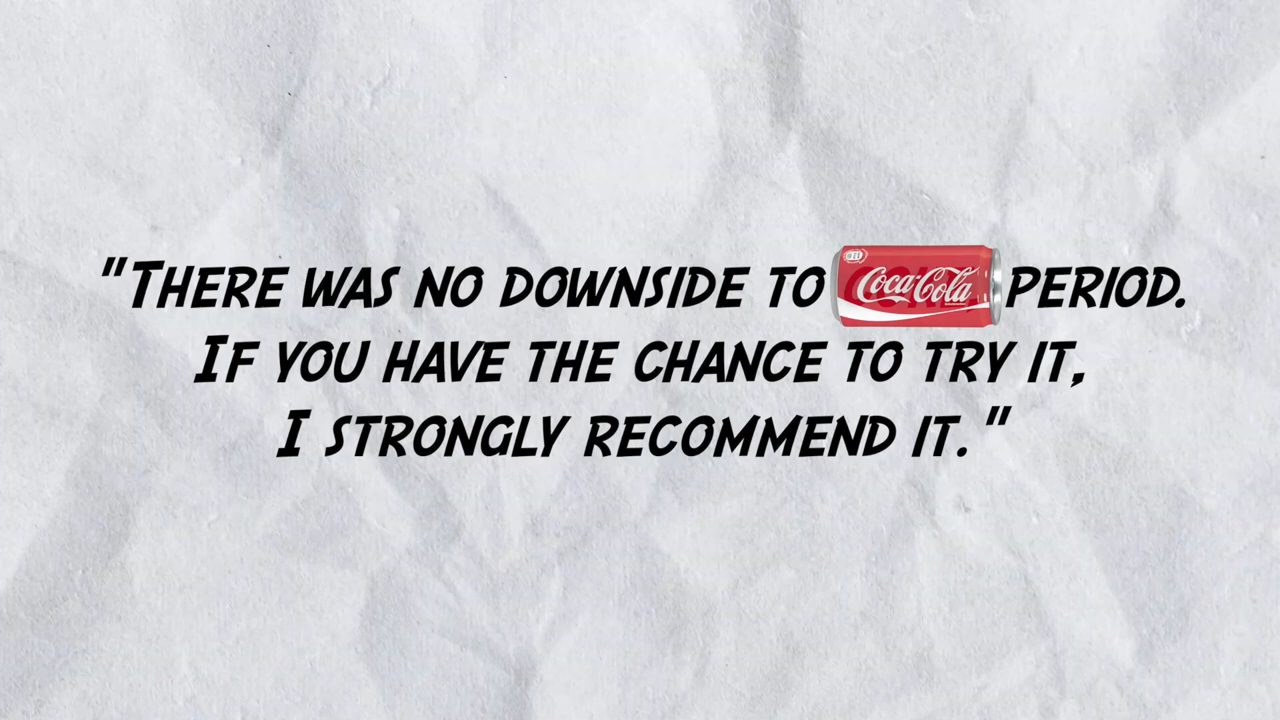 "There was no downside to Coca-Cola period.
If you have the chance to try it,
I strongly recommend it."